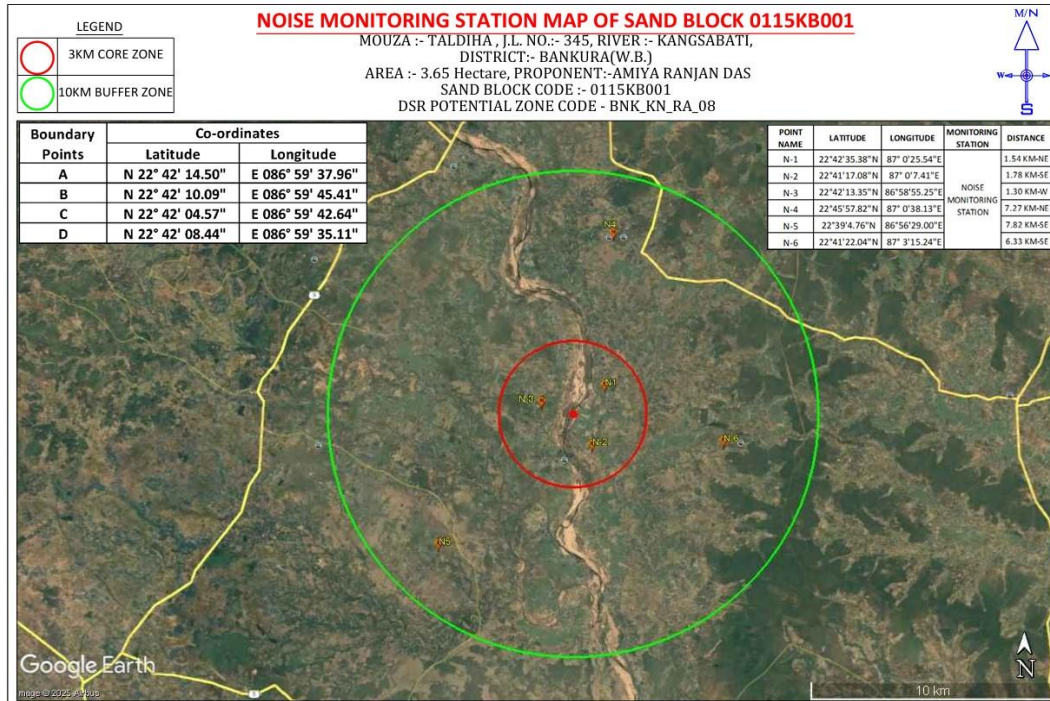 NOISE MONITORING STATION MAP OF SAND BLOCK 0115KB001
MOUZA :- TALDIHA , J.L. NO.:- 345, RIVER :- KANGSABATI,
DISTRICT:- BANKURA(W.B.)
AREA :- 3.65 Hectare, PROPONENT:-AMIYA RANJAN DAS
SAND BLOCK CODE :- 0115KB001
DSR POTENTIAL ZONE CODE - BNK_KN_RA_08
LEGEND
3KM CORE ZONE
10KM BUFFER ZONE
M/N
W
S
Boundary Points Co-ordinates
Latitude Longitude
A N 22° 42' 14.50" E 086° 59' 37.96"
B N 22° 42' 10.09" E 086° 59' 45.41"
C N 22° 42' 04.57" E 086° 59' 42.64"
D N 22° 42' 08.44" E 086° 59' 35.11"
POINT NAME LATITUDE LONGITUDE MONITORING STATION DISTANCE
N-1 22°42'35.38"N 87° 0'25.54"E 1.54 KM-NE
N-2 22°41'17.08"N 87° 0'7.41"E 1.78 KM-SE
N-3 22°42'13.35"N 86°58'55.25"E NOISE MONITORING STATION 1.30 KM-W
N-4 22°45'57.82"N 87° 0'38.13"E 7.27 KM-NE
N-5 22°39'4.76"N 86°56'29.00"E 7.82 KM-SE
N-6 22°41'22.04"N 87° 3'15.24"E 6.33 KM-SE
N4
N1
N-3
N-2
N-6
N5
Google Earth
Image © 2025 Airbus
N
10 km